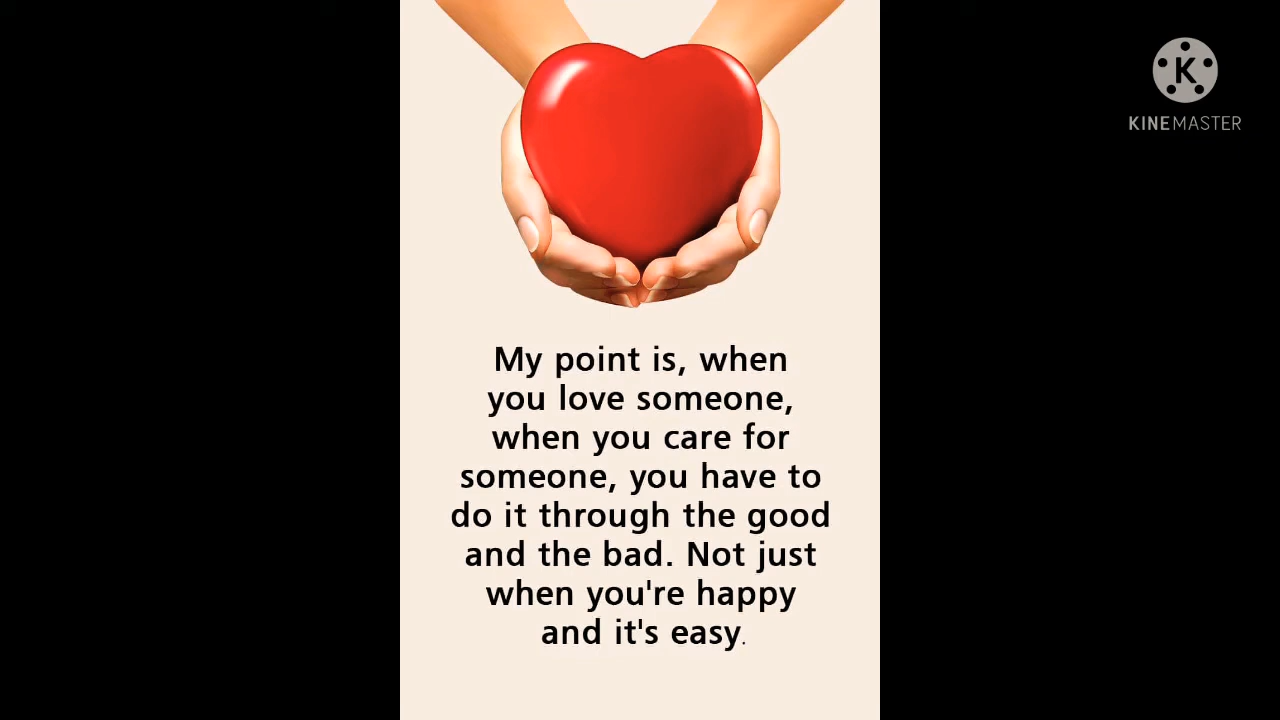 K
KINEMASTER
My point is, when
you love someone,
when you care for
someone, you have to
do it through the good
and the bad. Not just
when you're happy
and it's easy.